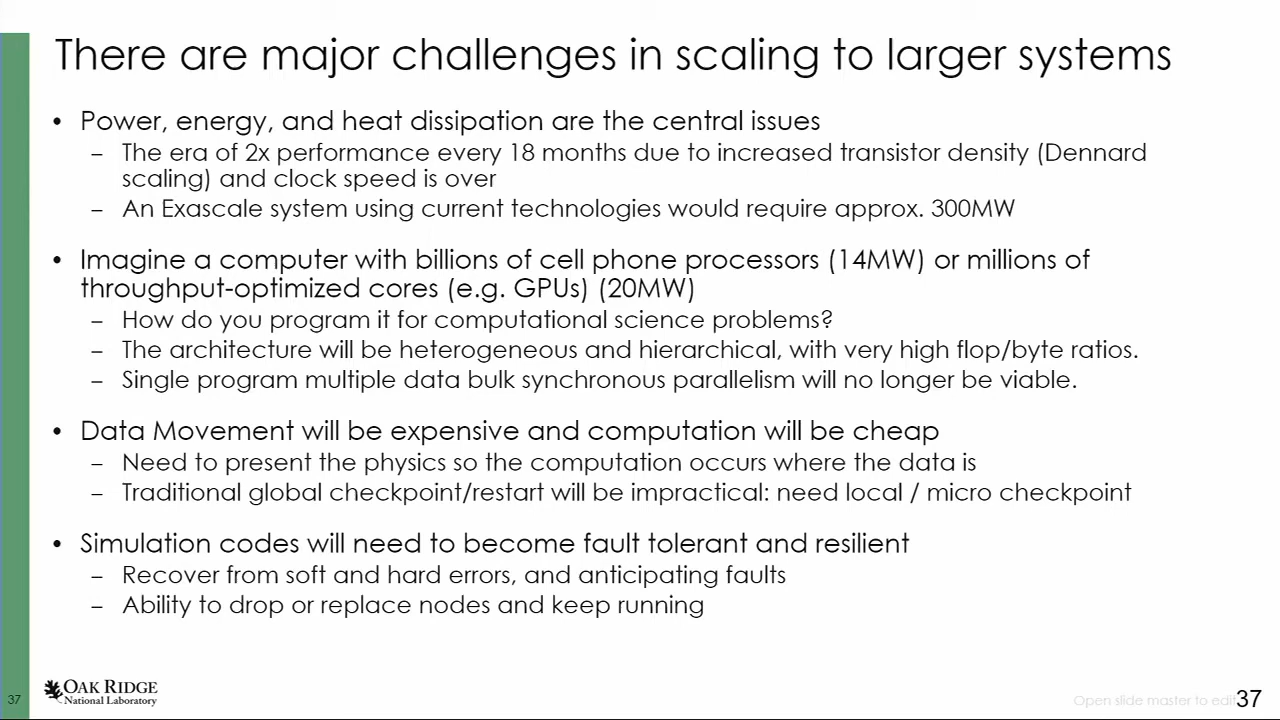 There are major challenges in scaling to larger systems
• Power, energy, and heat dissipation are the central issues
– The era of 2x performance every 18 months due to increased transistor density (Dennard
scaling) and clock speed is over
– An Exascale system using current technologies would require approx. 300MW
• Imagine a computer with billions of cell phone processors (14MW) or millions of
throughput-optimized cores (e.g. GPUs) (20MW)
– How do you program it for computational science problems?
– The architecture will be heterogeneous and hierarchical, with very high flop/byte ratios.
– Single program multiple data bulk synchronous parallelism will no longer be viable.
• Data Movement will be expensive and computation will be cheap
– Need to present the physics so the computation occurs where the data is
– Traditional global checkpoint/restart will be impractical: need local / micro checkpoint
• Simulation codes will need to become fault tolerant and resilient
– Recover from soft and hard errors, and anticipating faults
– Ability to drop or replace nodes and keep running
37
OAK RIDGE
National Laboratory
Open slide master to edit
37